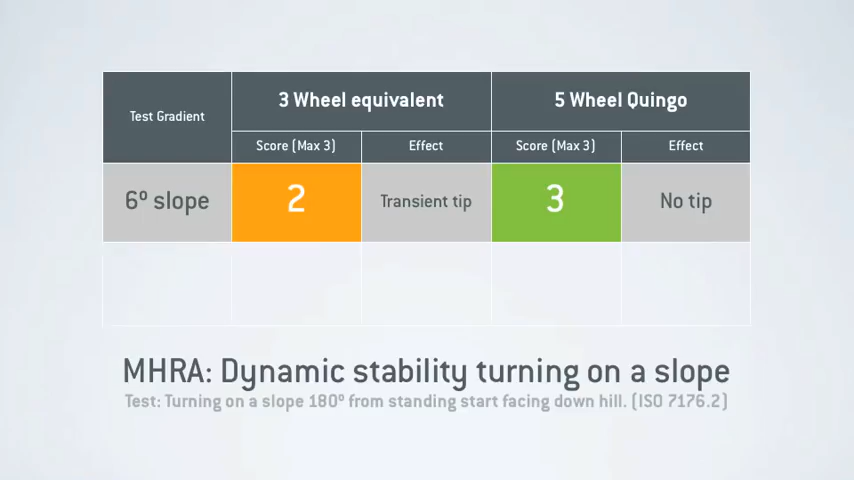 Test Gradient
3 Wheel equivalent
5 Wheel Quingo
Score (Max 3)
Effect
Score (Max 3)
Effect
6º slope
2
Transient tip
3
No tip
MHRA: Dynamic stability turning on a slope
Test: Turning on a slope 180º from standing start facing down hill. (ISO 7176.2)